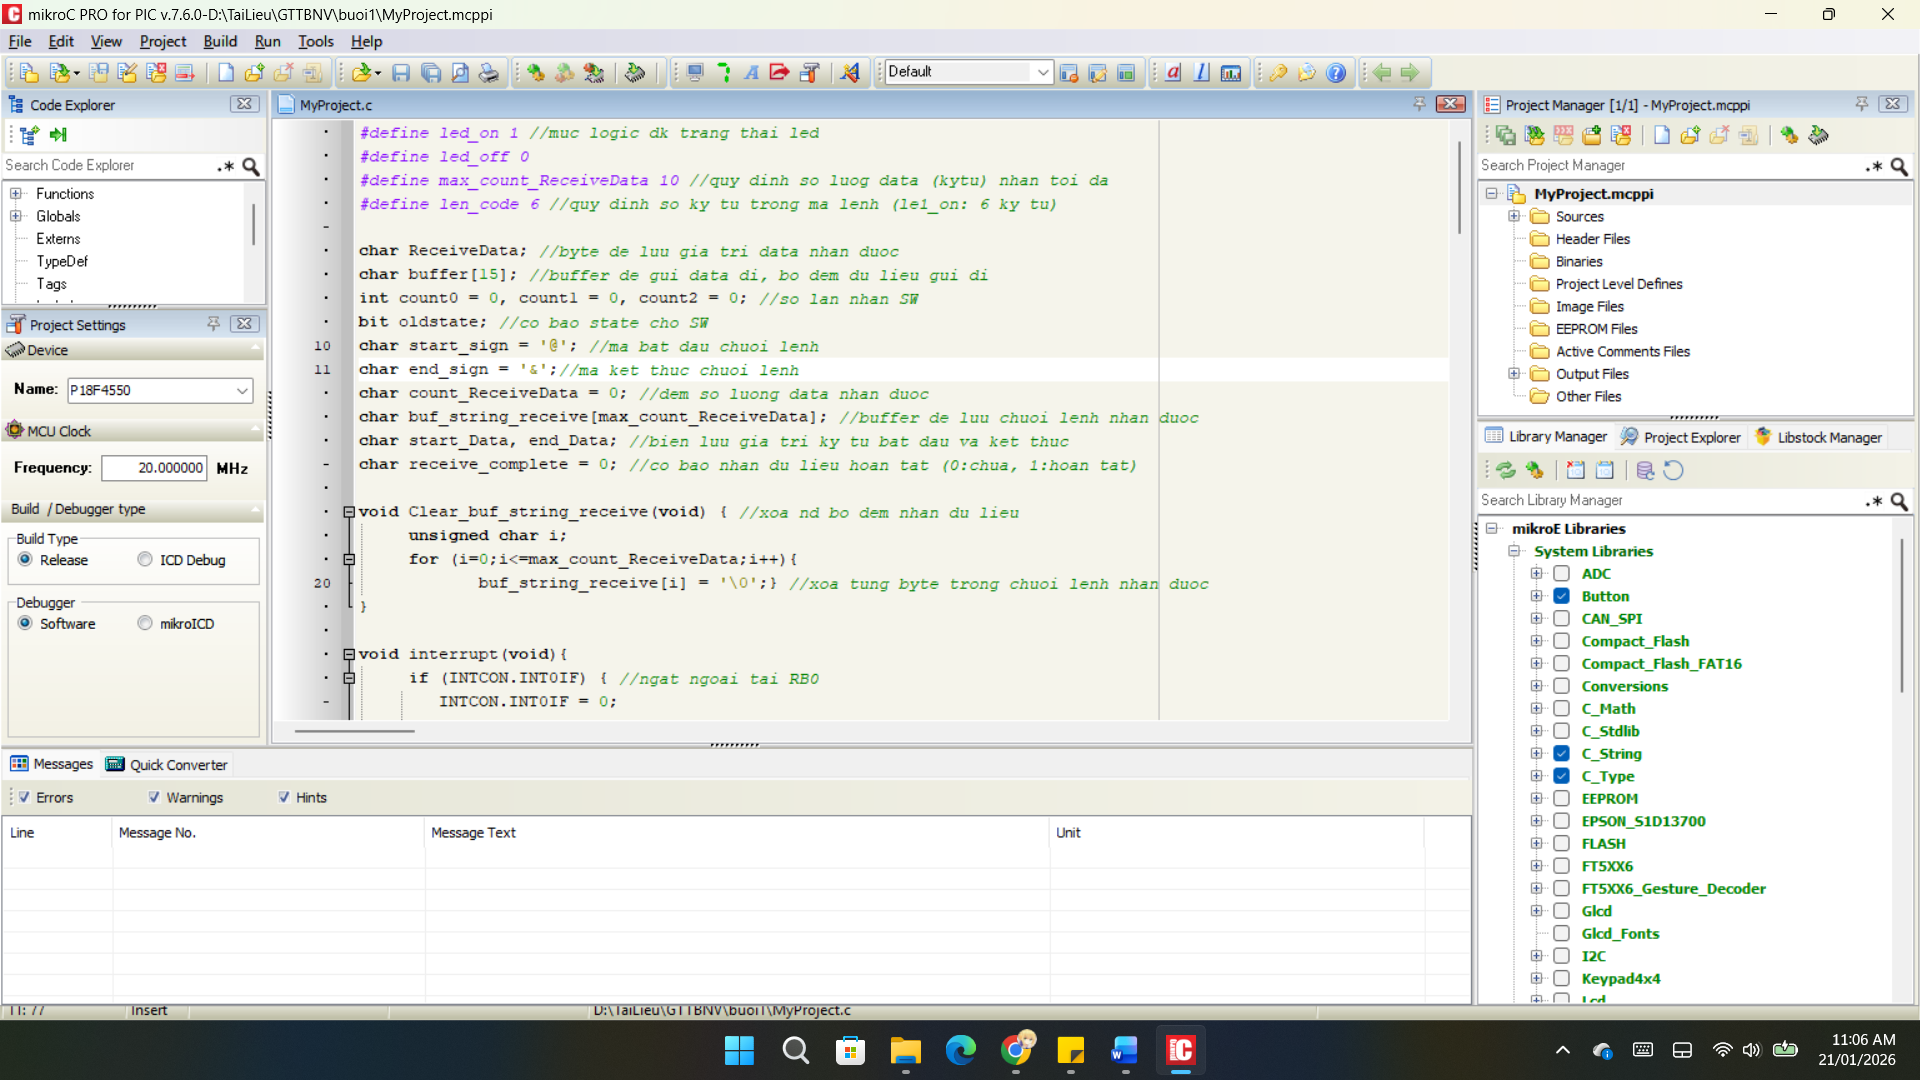 mikroC PRO for PIC v.7.6.0-D:\TaiLieu\GTTBNV\buoi1\MyProject.mcppi
File Edit View Project Build Run Tools Help
Default
Code Explorer
Search Code Explorer
Functions
Globals
Externs
TypeDef
Tags
Project Settings
Device
Name: P18F4550
MCU Clock
Frequency: 20.000000 MHz
Build / Debugger type
Build Type
Release ICD Debug
Debugger
Software mikroICD
MyProject.c
#define led_on 1 //muc logic dk trang thai led
#define led_off 0
#define max_count_ReceiveData 10 //quy dinh so luog data (kytu) nhan toi da
#define len_code 6 //quy dinh so ky tu trong ma lenh (le1_on: 6 ky tu)
char ReceiveData; //byte de luu gia tri data nhan duoc
char buffer[15]; //buffer de gui data di, bo dem du lieu gui di
int count0 = 0, count1 = 0, count2 = 0; //so lan nhan SW
bit oldstate; //co bao state cho SW
10 char start_sign = '@'; //ma bat dau chuoi lenh
11 char end_sign = '&';//ma ket thuc chuoi lenh
char count_ReceiveData = 0; //dem so luong data nhan duoc
char buf_string_receive[max_count_ReceiveData]; //buffer de luu chuoi lenh nhan duoc
char start_Data, end_Data; //bien luu gia tri ky tu bat dau va ket thuc
char receive_complete = 0; //co bao nhan du lieu hoan tat (0:chua, 1:hoan tat)
void Clear_buf_string_receive(void) { //xoa nd bo dem nhan du lieu
unsigned char i;
for (i=0;i<=max_count_ReceiveData;i++){
20 buf_string_receive[i] = '\0';} //xoa tung byte trong chuoi lenh nhan duoc
}
void interrupt(void){
if (INTCON.INT0IF) { //ngat ngoai tai RB0
INTCON.INT0IF = 0;
Project Manager [1/1] - MyProject.mcppi
Search Project Manager
MyProject.mcppi
Sources
Header Files
Binaries
Project Level Defines
Image Files
EEPROM Files
Active Comments Files
Output Files
Other Files
Library Manager Project Explorer Libstock Manager
Search Library Manager
mikroE Libraries
System Libraries
ADC
Button
CAN_SPI
Compact_Flash
Compact_Flash_FAT16
Conversions
C_Math
C_Stdlib
C_String
C_Type
EEPROM
EPSON_S1D13700
FLASH
FT5XX6
FT5XX6_Gesture_Decoder
Glcd
Glcd_Fonts
I2C
Keypad4x4
Lcd
Messages Quick Converter
Errors Warnings Hints
Line Message No. Message Text Unit
11: 77 Insert D:\TaiLieu\GTTBNV\buoi1\MyProject.c
11:06 AM
21/01/2026